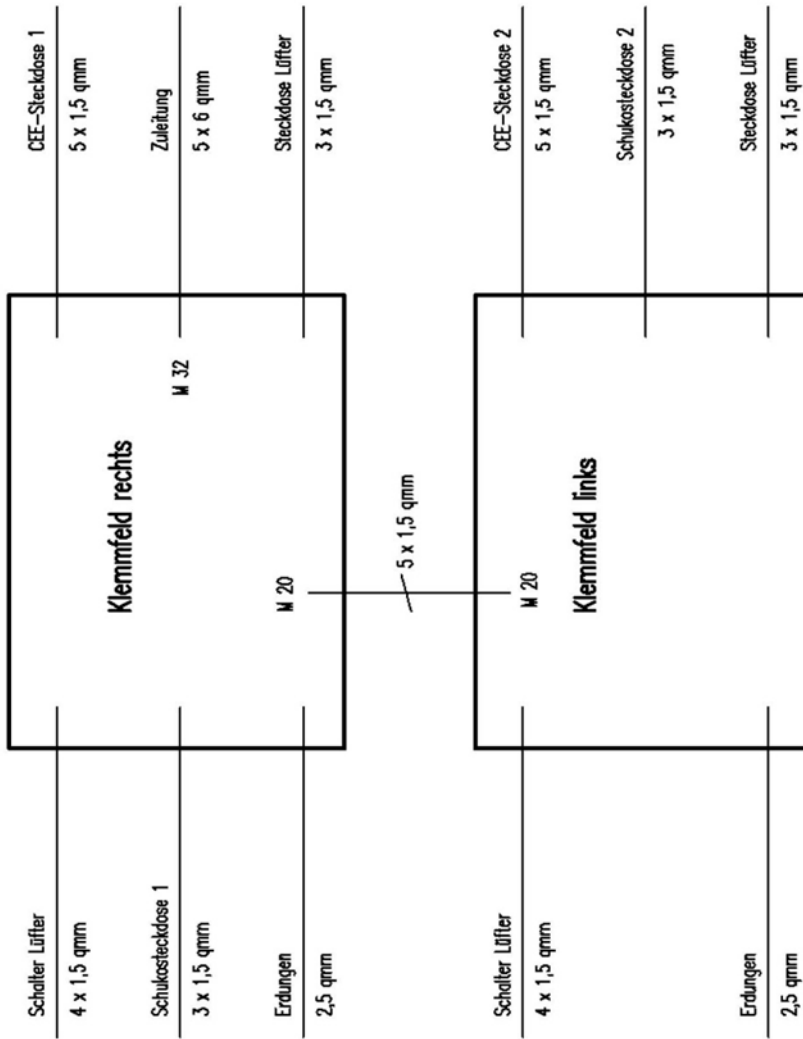 Schalter Lüfter
4 x 1,5 qmm
CEE-Steckdose 1
5 x 1,5 qmm
Klemmfeld rechts
Schukosteckdose 1
3 x 1,5 qmm
Zuleitung
5 x 6 qmm
M 32
Erdungen
2,5 qmm
M 20
Steckdose Lüfter
3 x 1,5 qmm
5 x 1,5 qmm
Schalter Lüfter
4 x 1,5 qmm
M 20
CEE-Steckdose 2
5 x 1,5 qmm
Klemmfeld links
Schukosteckdose 2
3 x 1,5 qmm
Erdungen
2,5 qmm
Steckdose Lüfter
3 x 1,5 qmm